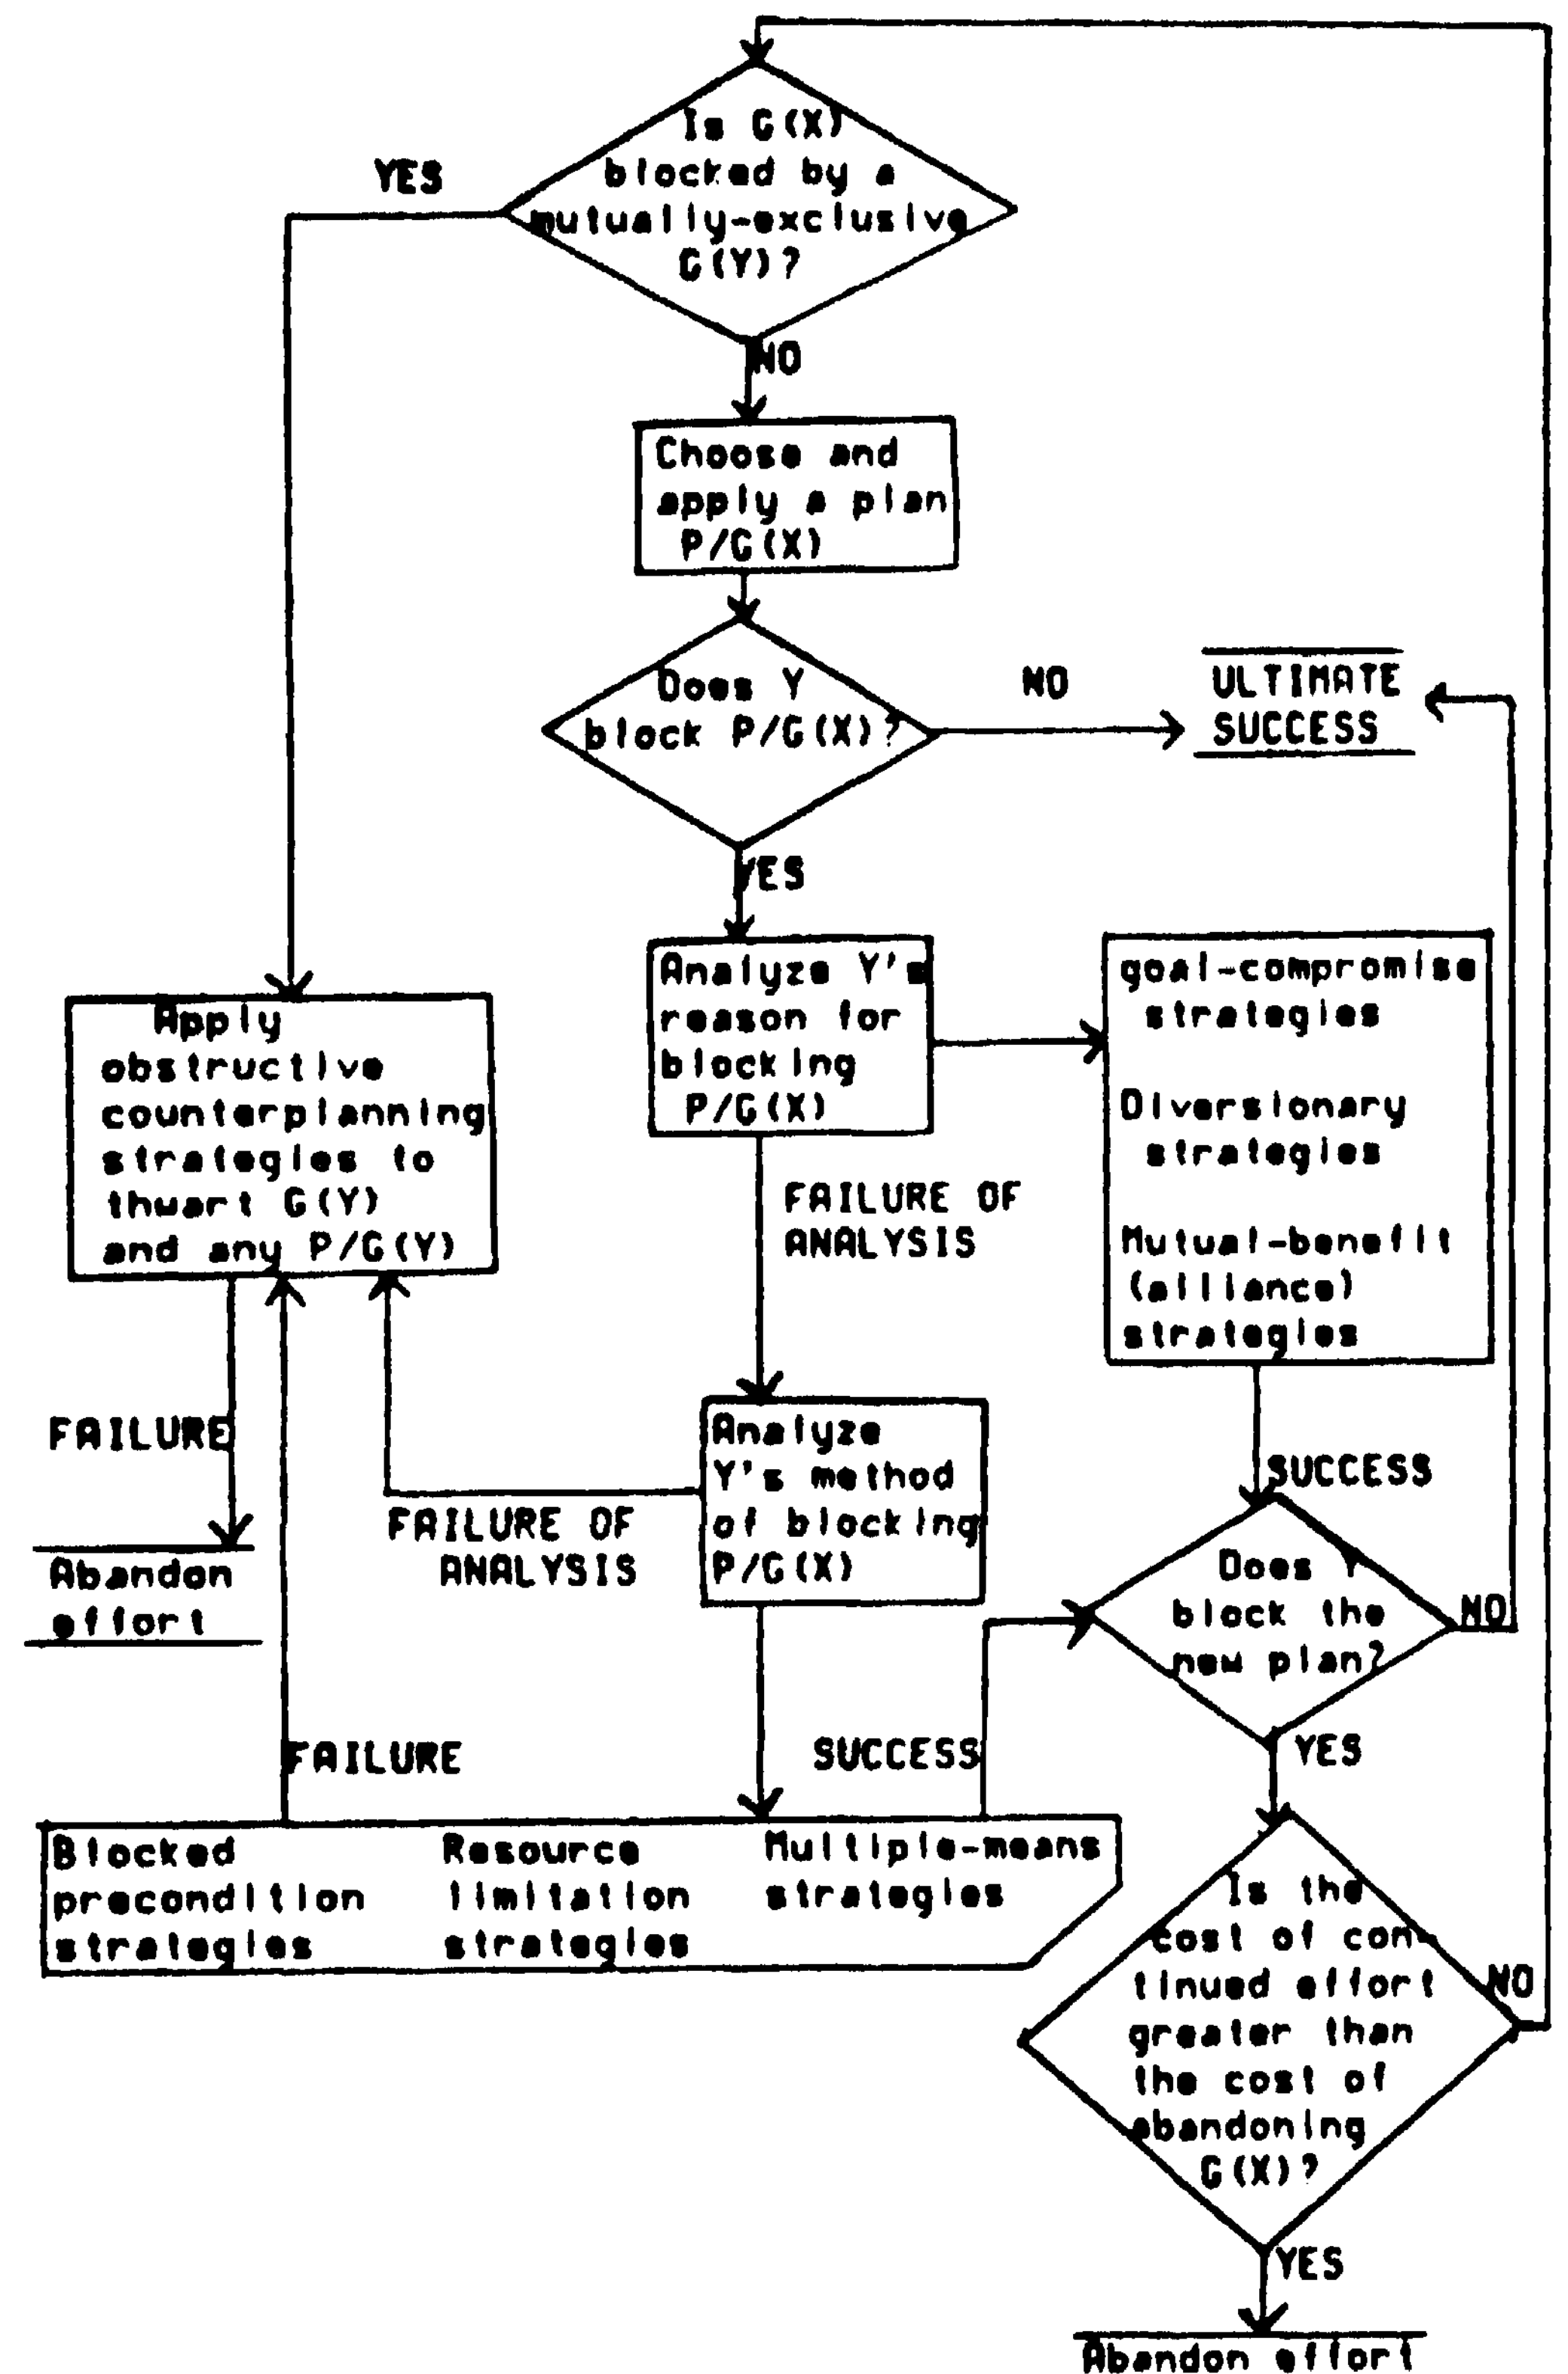 Is G(X)
blocked by a
mutually-exclusive
G(Y)?
YES
NO
Choose and
apply a plan
P/G(X)
Does Y
block P/G(X)?
NO
ULTIMATE
SUCCESS
YES
Analyze Y's
reason for
blocking
P/G(X)
goal-compromise
strategies
Diversionary
strategies
Mutual-benefit
(alliance)
strategies
Apply
obstructive
counterplanning
strategies to
thwart G(Y)
and any P/G(Y)
FAILURE OF
ANALYSIS
FAILURE
Abandon
effort
Analyze
Y's method
of blocking
P/G(X)
FAILURE OF
ANALYSIS
SUCCESS
Does Y
block the
new plan?
NO
YES
FAILURE
SUCCESS
Blocked
precondition
strategies
Resource
limitation
strategies
Multiple-means
strategies
Is the
cost of con-
tinued effort
greater than
the cost of
abandoning
G(X)?
NO
YES
Abandon effort